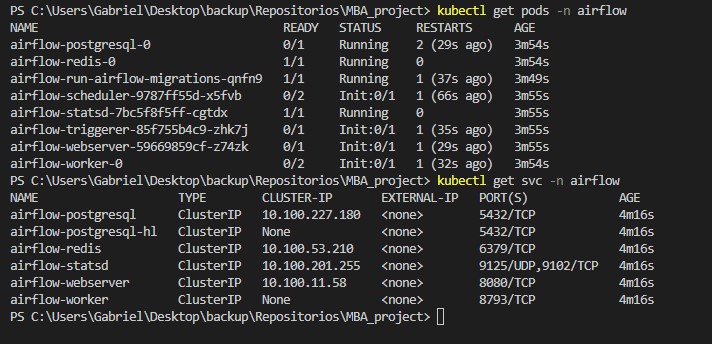 PS C:\Users\Gabriel\Desktop\backup\Repositorios\MBA_project> kubectl get pods -n airflow
NAME READY STATUS RESTARTS AGE
airflow-postgresql-0 0/1 Running 2 (29s ago) 3m54s
airflow-redis-0 1/1 Running 0 3m54s
airflow-run-airflow-migrations-qnfn9 1/1 Running 1 (37s ago) 3m49s
airflow-scheduler-9787ff55d-x5fvb 0/2 Init:0/1 1 (66s ago) 3m55s
airflow-statsd-7bc5f8f5ff-cgtdx 1/1 Running 0 3m55s
airflow-triggerer-85f755b4c9-zhk7j 0/1 Init:0/1 1 (35s ago) 3m55s
airflow-webserver-59669859cf-z74zk 0/1 Init:0/1 1 (29s ago) 3m55s
airflow-worker-0 0/2 Init:0/1 1 (32s ago) 3m54s
PS C:\Users\Gabriel\Desktop\backup\Repositorios\MBA_project> kubectl get svc -n airflow
NAME TYPE CLUSTER-IP EXTERNAL-IP PORT(S) AGE
airflow-postgresql ClusterIP 10.100.227.180 <none> 5432/TCP 4m16s
airflow-postgresql-hl ClusterIP None <none> 5432/TCP 4m16s
airflow-redis ClusterIP 10.100.53.210 <none> 6379/TCP 4m16s
airflow-statsd ClusterIP 10.100.201.255 <none> 9125/UDP,9102/TCP 4m16s
airflow-webserver ClusterIP 10.100.11.58 <none> 8080/TCP 4m16s
airflow-worker ClusterIP None <none> 8793/TCP 4m16s
PS C:\Users\Gabriel\Desktop\backup\Repositorios\MBA_project>